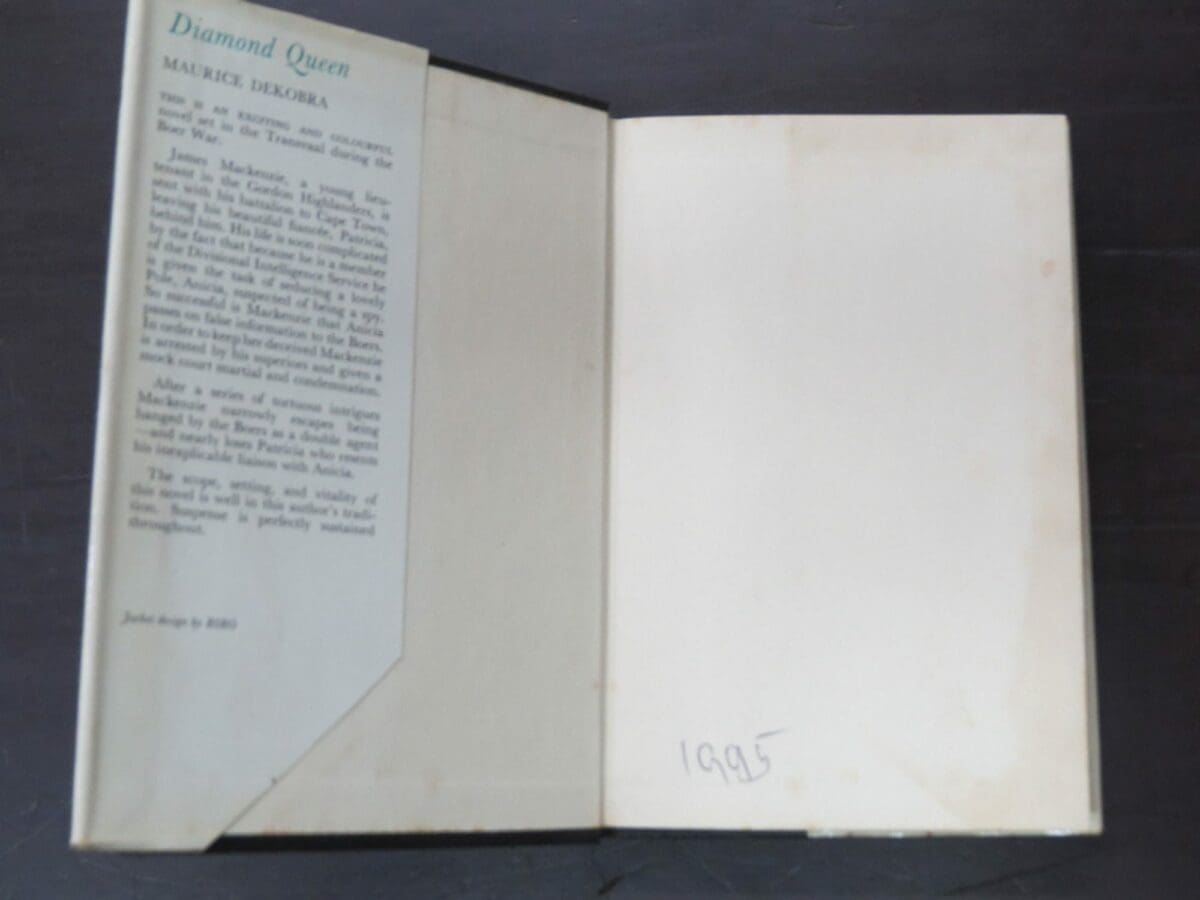 Diamond Queen
MAURICE DEKOBRA
THIS IS AN EXCITING AND COLOURFUL
novel set in the Transvaal during the
Boer War.
James Mackenzie, a young lieu-
tenant in the Gordon Highlanders, is
sent with his battalion to Cape Town,
leaving his beautiful fiancée, Patricia,
behind him. His life is soon complicated
by the fact that because he is a member
of the Divisional Intelligence Service he
is given the task of seducing a lovely
Pole, Anicia, suspected of being a spy.
So successful is Mackenzie that Anicia
passes on false information to the Boers.
In order to keep her deceived Mackenzie
is arrested by his superiors and given a
mock court martial and condemnation.
After a series of tortuous intrigues
Mackenzie narrowly escapes being
hanged by the Boers as a double agent
—and nearly loses Patricia who resents
his inexplicable liaison with Anicia.
The scope, setting, and vitality of
this novel is well in this author's tradi-
tion. Suspense is perfectly sustained
throughout.
Jacket design by
1995